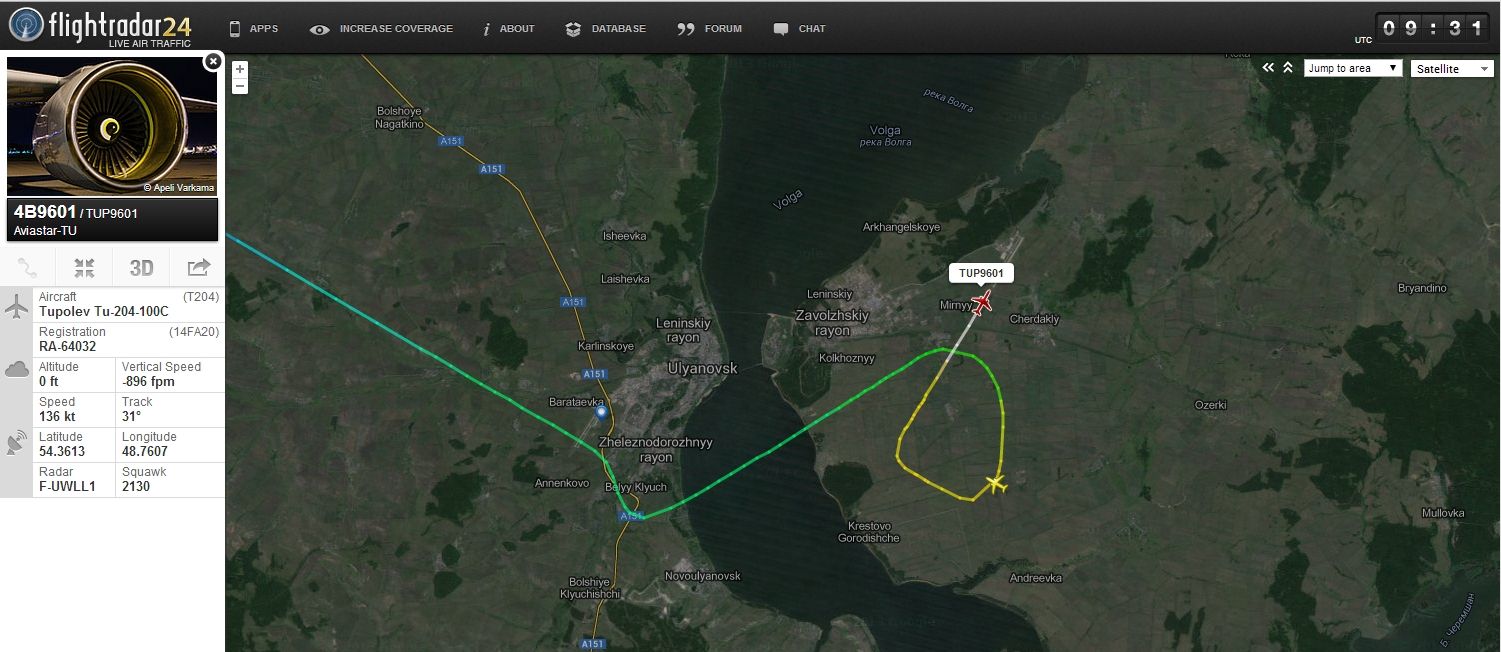 flightradar24
LIVE AIR TRAFFIC
APPS
INCREASE COVERAGE
ABOUT
DATABASE
FORUM
CHAT
UTC
09:31
© Apeli Varkama
4B9601 / TUP9601
Aviastar-TU
3D
Aircraft (T204)
Tupolev Tu-204-100C
Registration (14FA20)
RA-64032
Altitude Vertical Speed
0 ft -896 fpm
Speed Track
136 kt 31°
Latitude Longitude
54.3613 48.7607
Radar Squawk
F-UWLL1 2130
+
−
Jump to area
Satellite
река Волга
Bolshoye
Nagatkino
A151
A151
Volga
река Волга
Volga
Isheevka
Arkhangelskoye
Laishevka
TUP9601
A151
Leninskiy
Mirnyy
Bryandino
Leninskiy
rayon
Zavolzhskiy
rayon
Cherdakly
Karlinskoye
Kolkhoznyy
A151
Ulyanovsk
Barataevka
Ozerki
Zheleznodorozhnyy
rayon
Annenkovo
Belyy Klyuch
A151
Krestovo
Gorodishche
Mullovka
Bolshiye
Klyuchishchi
Novoulyanovsk
Andreevka
Б. Черемшан
A151